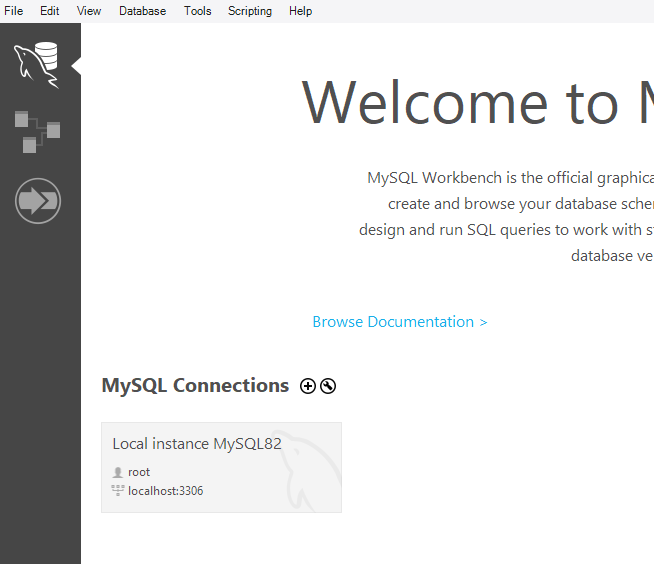 File Edit View Database Tools Scripting Help
Welcome to
MySQL Workbench is the official graphica
create and browse your database scher
design and run SQL queries to work with s
database ve
Browse Documentation >
MySQL Connections
Local instance MySQL82
root
localhost:3306